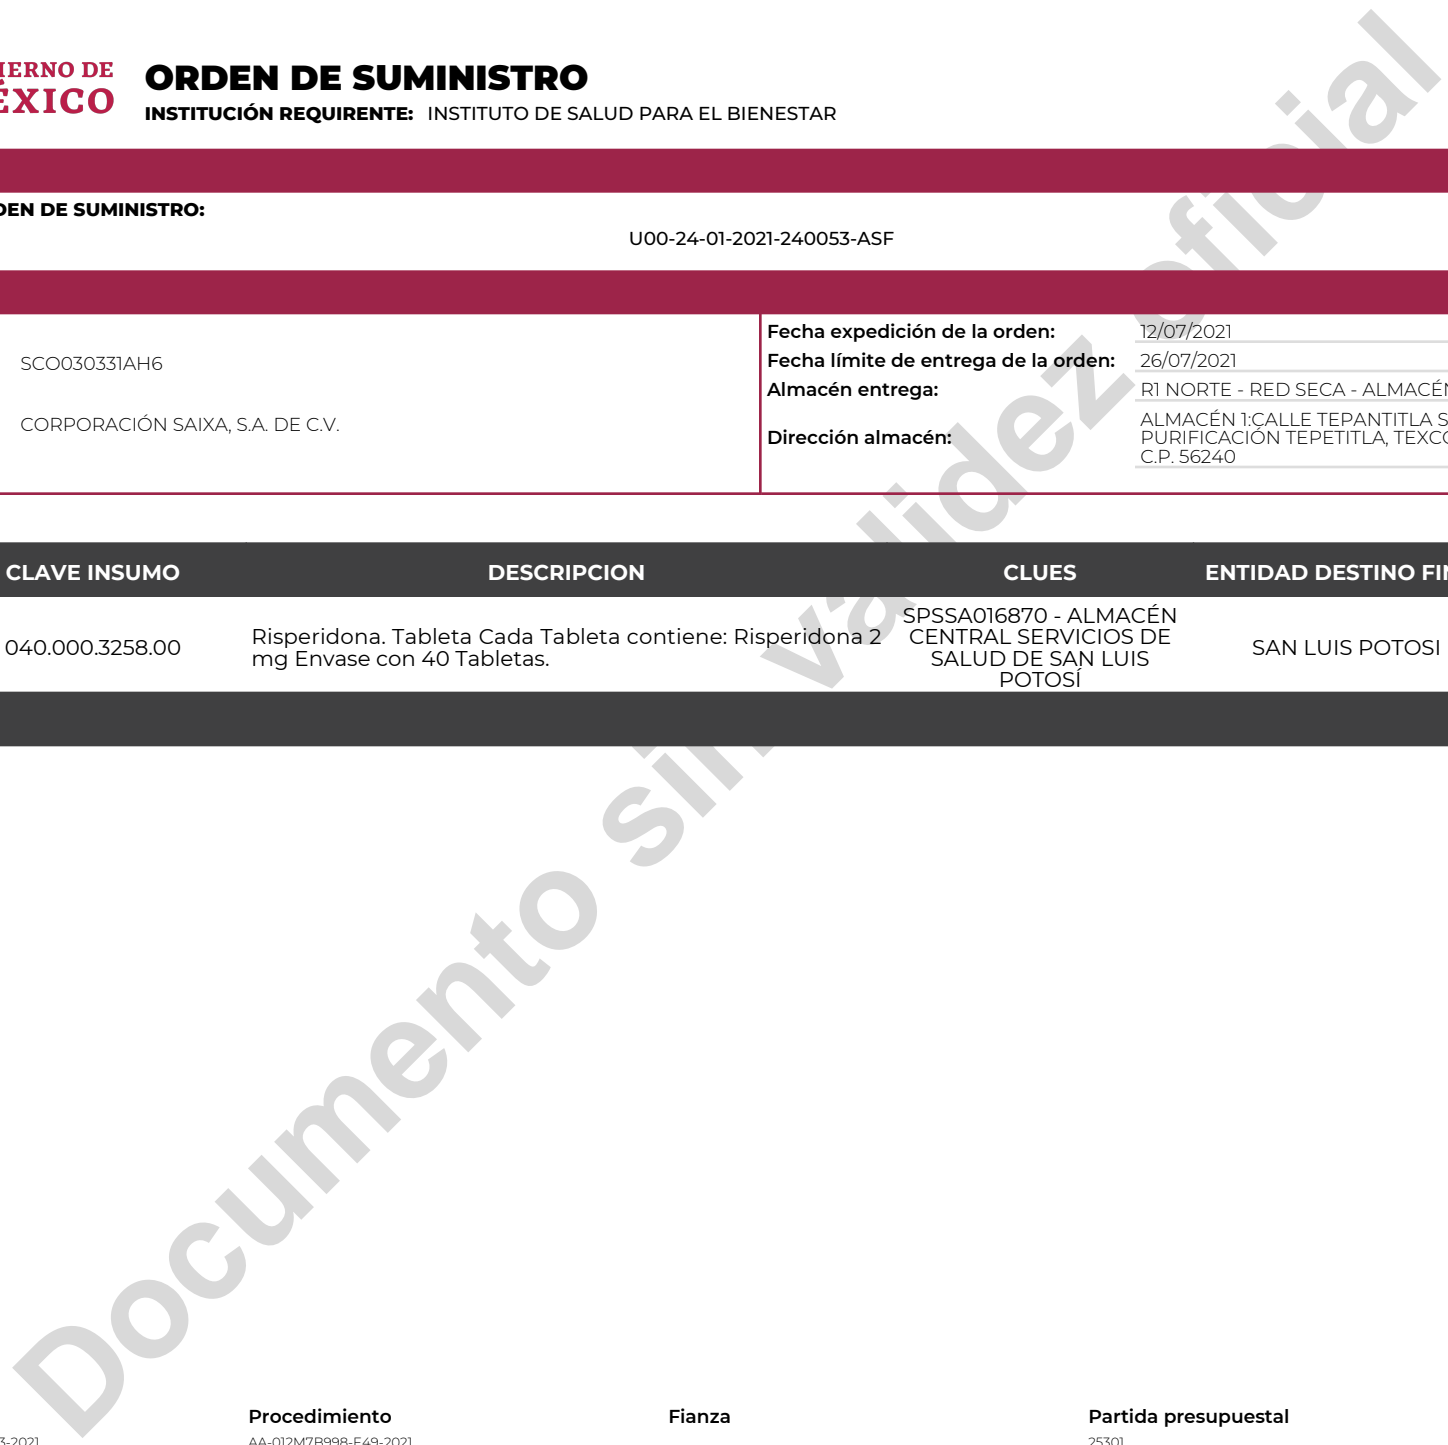 IERNO DE
ÉXICO
ORDEN DE SUMINISTRO
INSTITUCIÓN REQUIRENTE: INSTITUTO DE SALUD PARA EL BIENESTAR
DEN DE SUMINISTRO:
U00-24-01-2021-240053-ASF
SCO030331AH6
CORPORACIÓN SAIXA, S.A. DE C.V.
Fecha expedición de la orden: 12/07/2021
Fecha límite de entrega de la orden: 26/07/2021
Almacén entrega: R1 NORTE - RED SECA - ALMACÉN
Dirección almacén:
ALMACÉN 1:CALLE TEPANTITLA S
PURIFICACIÓN TEPETITLA, TEXCO
C.P. 56240
CLAVE INSUMO DESCRIPCION CLUES ENTIDAD DESTINO FIN
040.000.3258.00
Risperidona. Tableta Cada Tableta contiene: Risperidona 2
mg Envase con 40 Tabletas.
SPSSA016870 - ALMACÉN
CENTRAL SERVICIOS DE
SALUD DE SAN LUIS
POTOSÍ
SAN LUIS POTOSI
Documento sin validez oficial
Procedimiento Fianza Partida presupuestal
3-2021 AA-012M7B998-E49-2021 25301